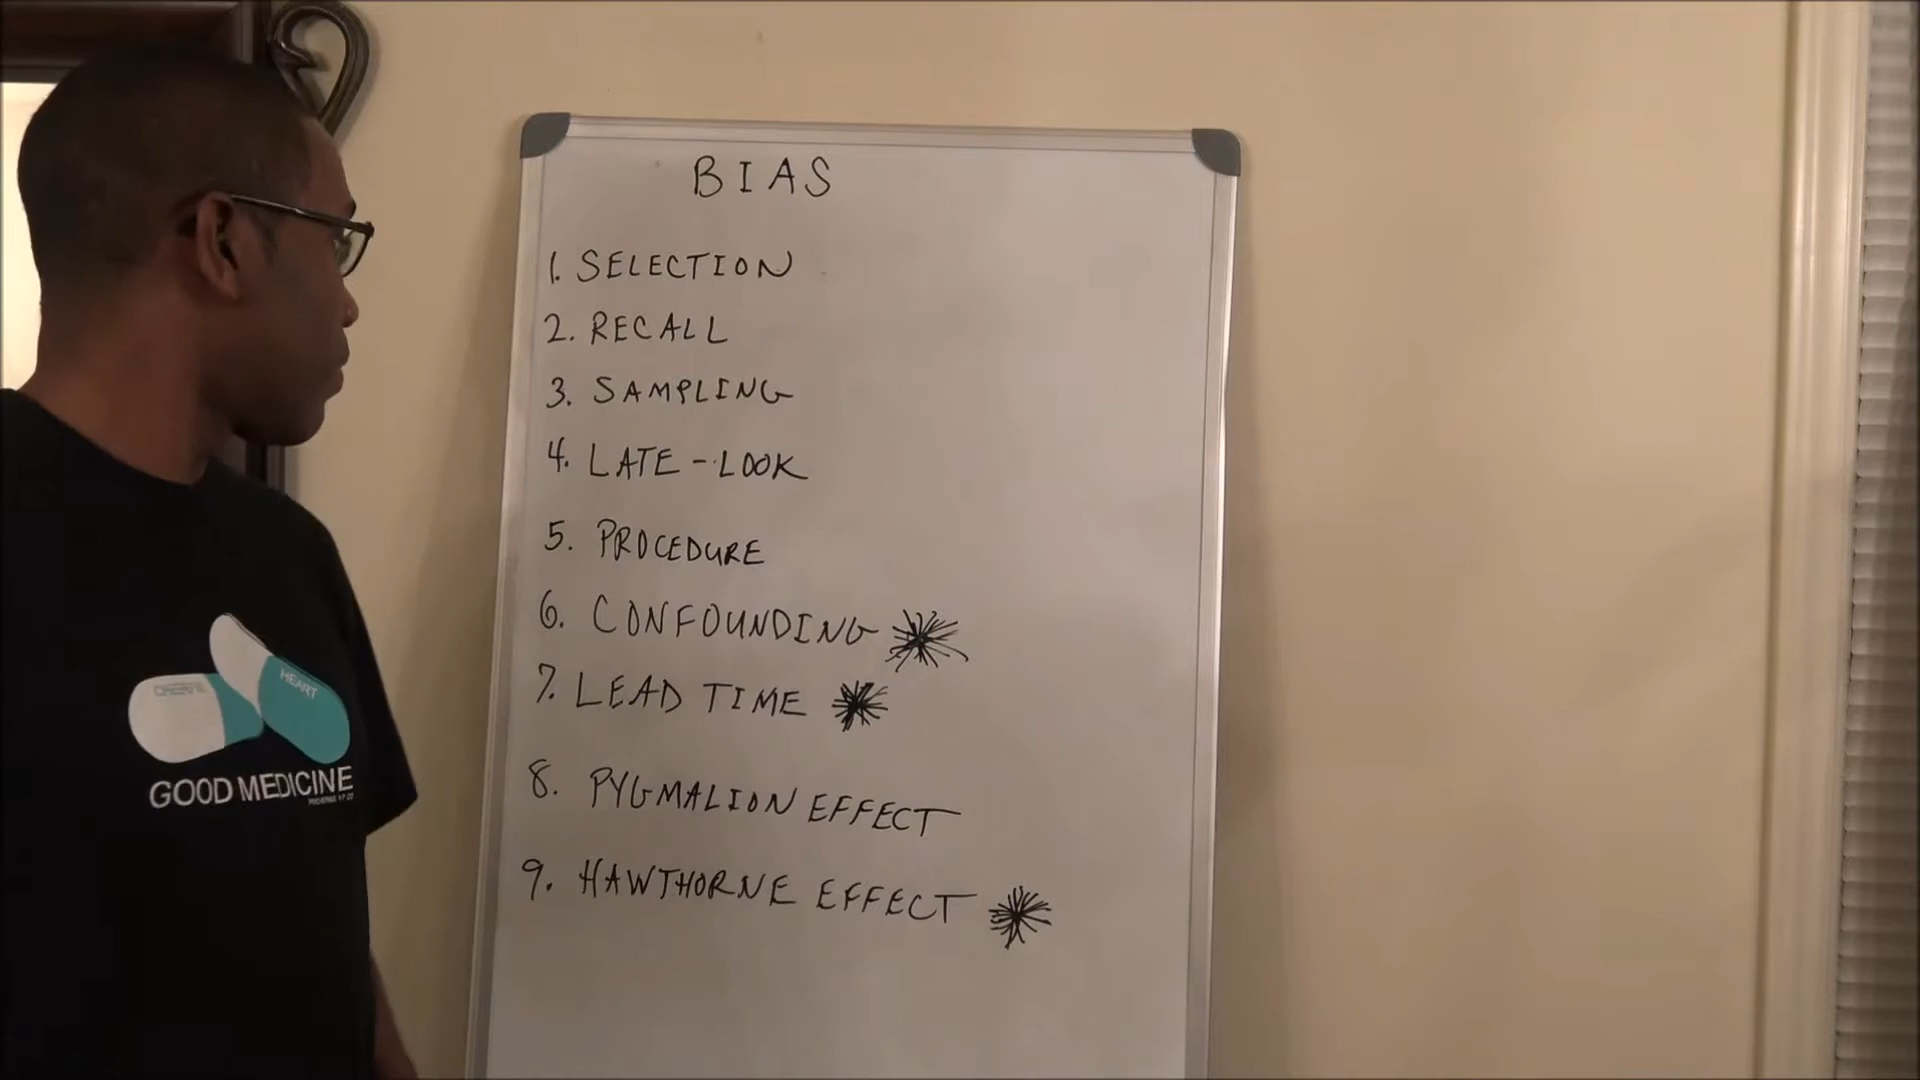 BIAS
1. SELECTION
2. RECALL
3. SAMPLING
4. LATE-LOOK
5. PROCEDURE
6. CONFOUNDING
7. LEAD TIME
8. PYGMALION EFFECT
9. HAWTHORNE EFFECT
HEART
GOOD MEDICINE